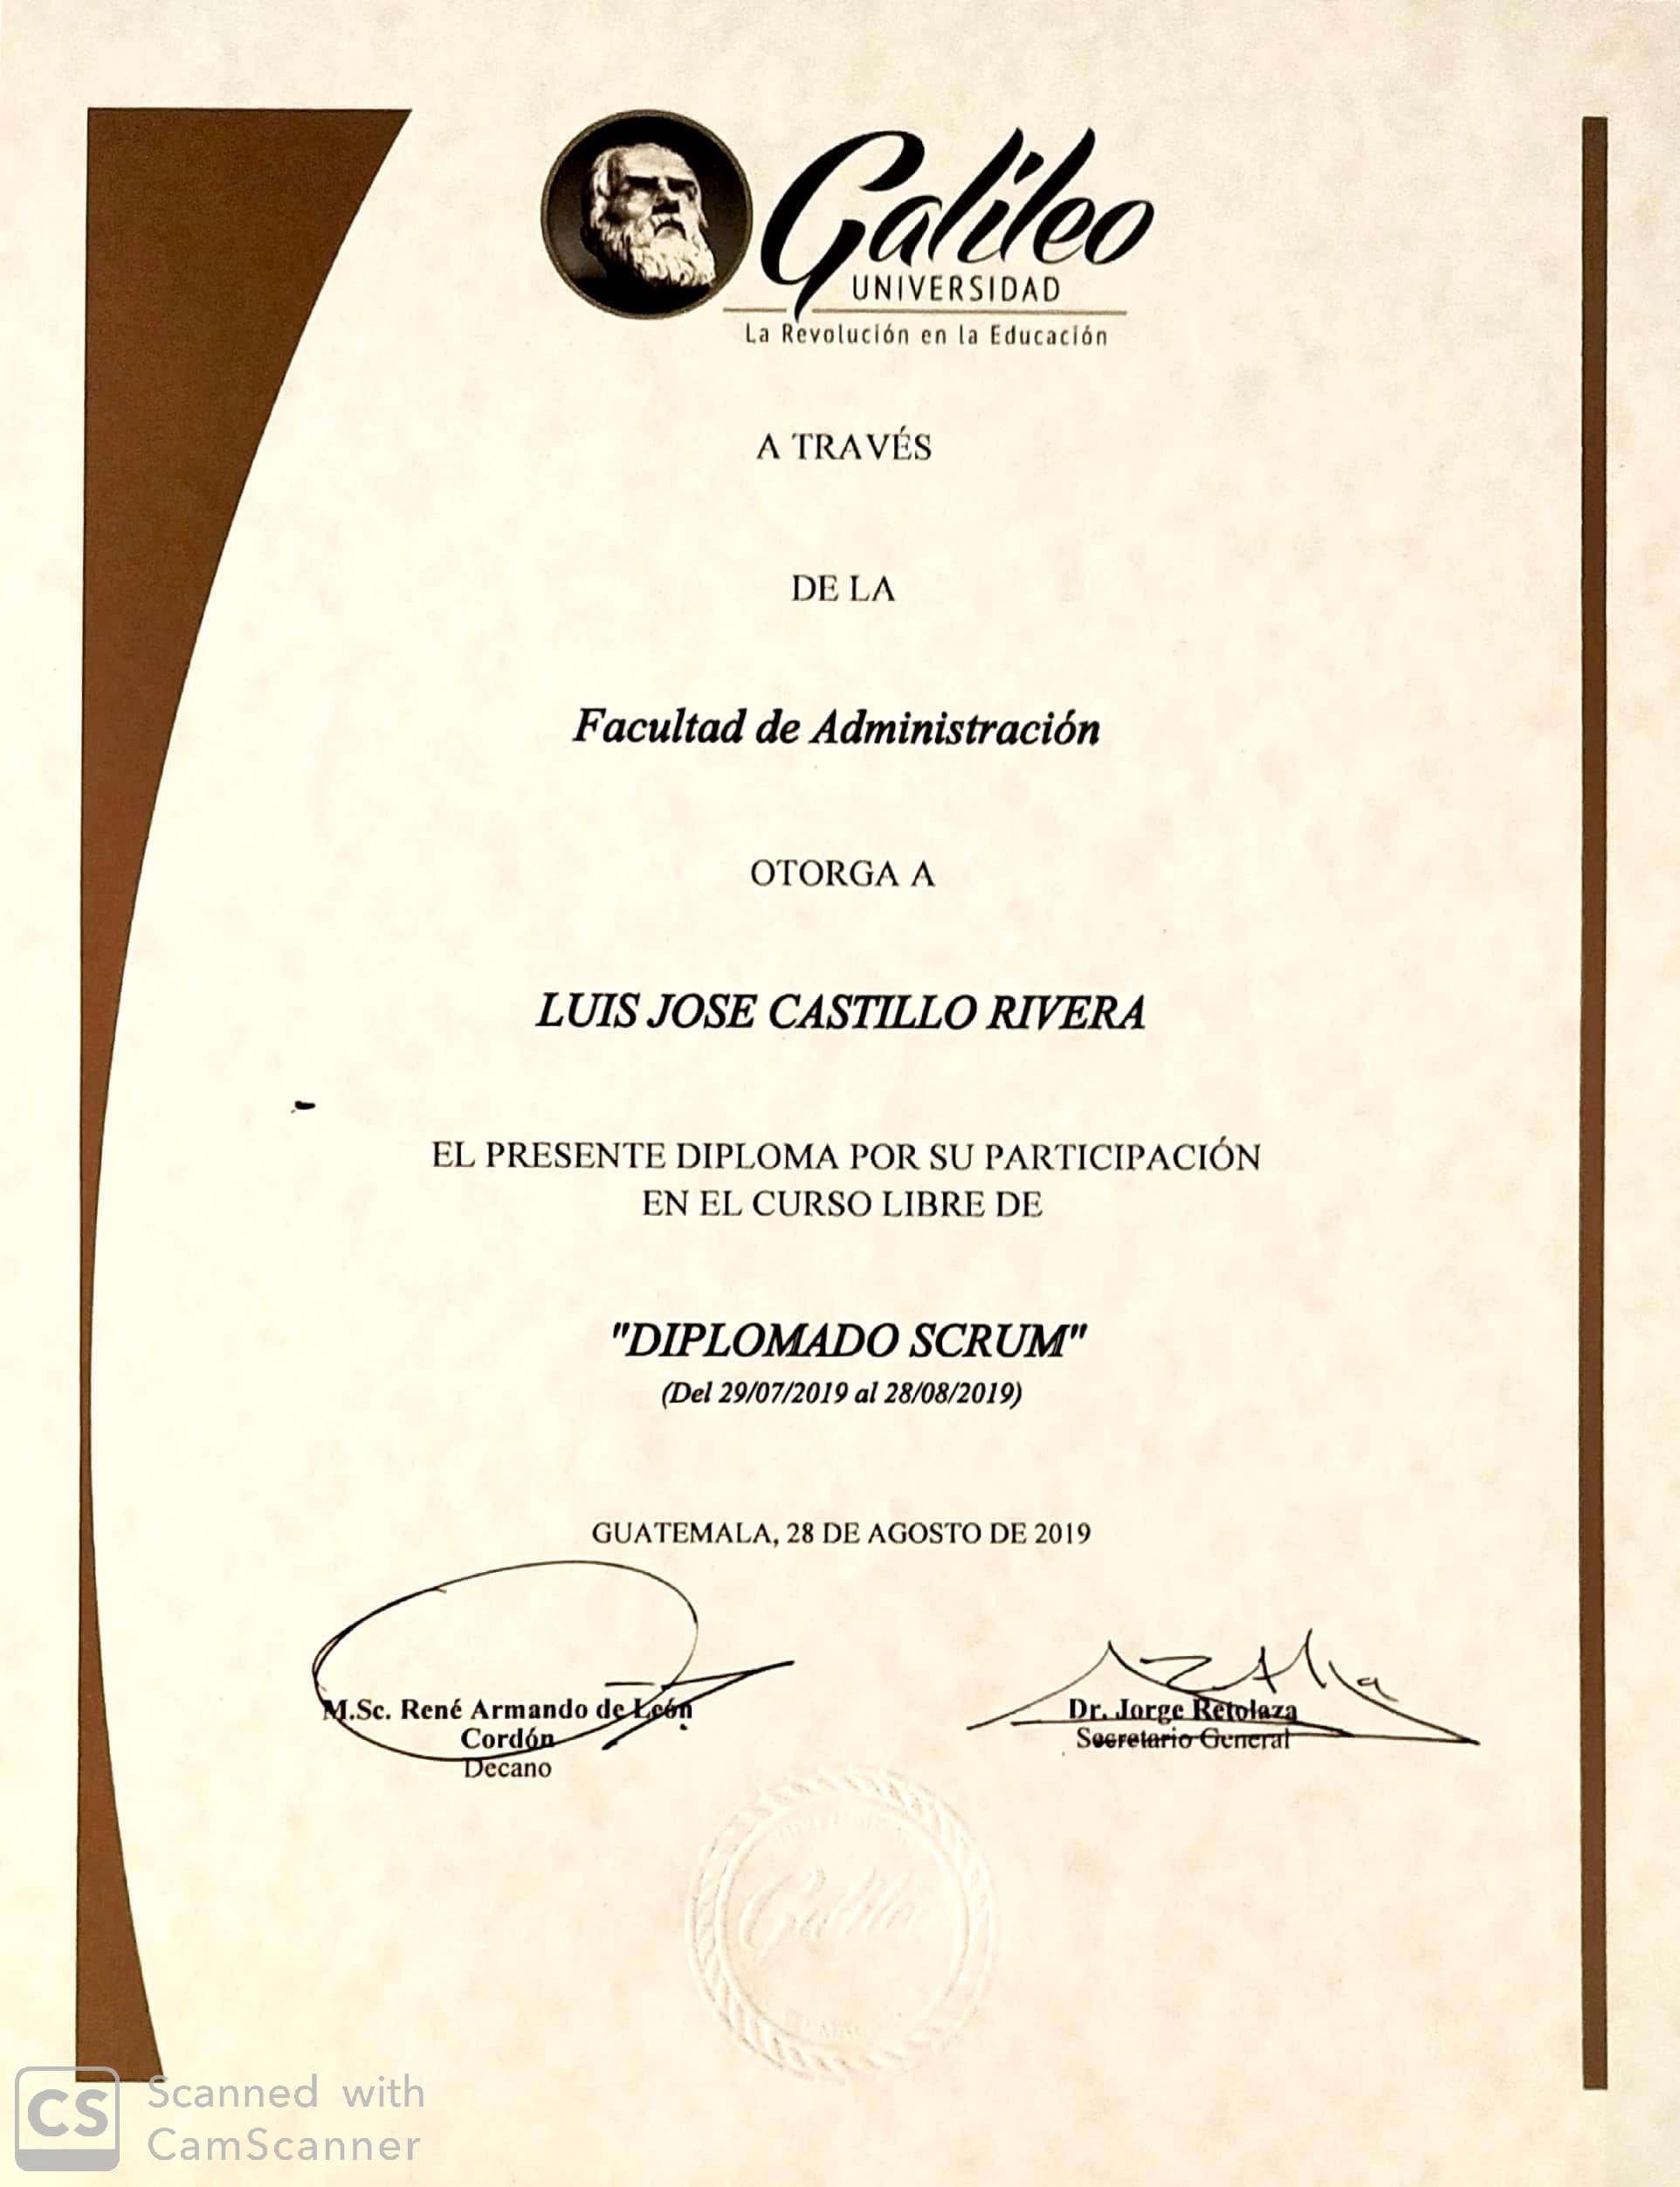 Galileo
UNIVERSIDAD
La Revolución en la Educación
A TRAVÉS
DE LA
Facultad de Administración
OTORGA A
LUIS JOSE CASTILLO RIVERA
EL PRESENTE DIPLOMA POR SU PARTICIPACIÓN
EN EL CURSO LIBRE DE
"DIPLOMADO SCRUM"
(Del 29/07/2019 al 28/08/2019)
GUATEMALA, 28 DE AGOSTO DE 2019
M.Sc. René Armando de León
Cordón
Decano
Dr. Jorge Retolaza
Secretario General
Galileo
CS
Scanned with
CamScanner